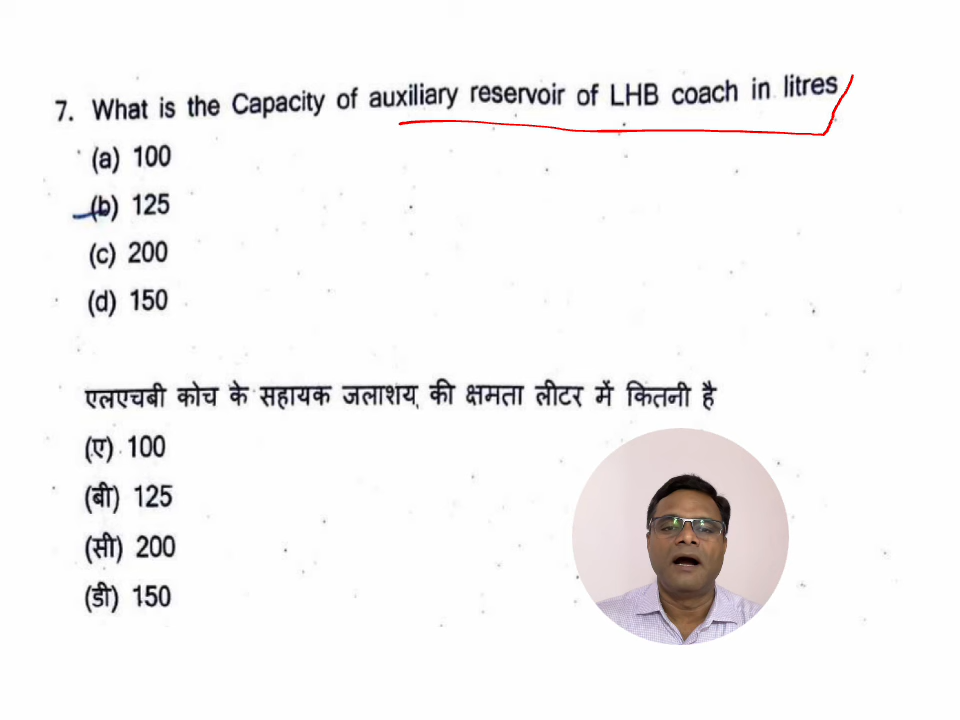 7. What is the Capacity of auxiliary reservoir of LHB coach in litres
(a) 100
(b) 125
(c) 200
(d) 150
एलएचबी कोच के सहायक जलाशय की क्षमता लीटर में कितनी है
(ए) 100
(बी) 125
(सी) 200
(डी) 150